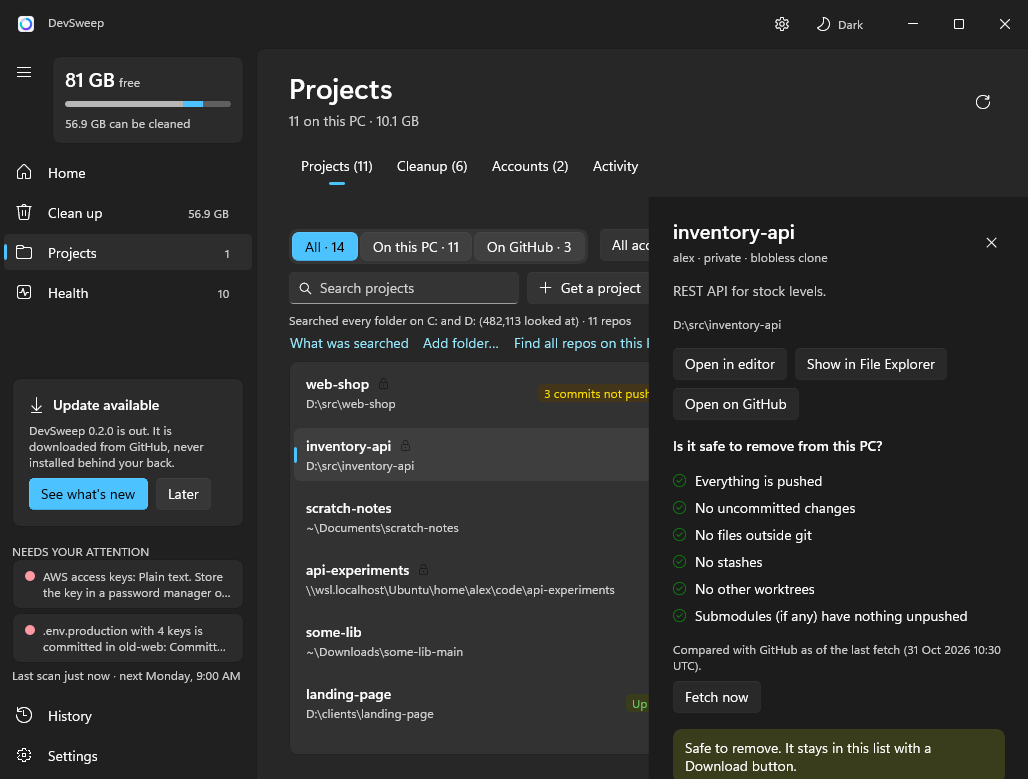 DevSweep
Dark
81 GB free
56.9 GB can be cleaned
Home
Clean up 56.9 GB
Projects 1
Health 10
Update available
DevSweep 0.2.0 is out. It is
downloaded from GitHub, never
installed behind your back.
See what's new Later
NEEDS YOUR ATTENTION
AWS access keys: Plain text. Store
the key in a password manager o...
.env.production with 4 keys is
committed in old-web: Committ...
Last scan just now · next Monday, 9:00 AM
History
Settings
Projects
11 on this PC · 10.1 GB
Projects (11) Cleanup (6) Accounts (2) Activity
All · 14 On this PC · 11 On GitHub · 3 All acc
Search projects Get a project
Searched every folder on C: and D: (482,113 looked at) · 11 repos
What was searched Add folder... Find all repos on this
web-shop
D:\src\web-shop
3 commits not push
inventory-api
D:\src\inventory-api
scratch-notes
~\Documents\scratch-notes
api-experiments
\\wsl.localhost\Ubuntu\home\alex\code\api-experiments
some-lib
~\Downloads\some-lib-main
landing-page
D:\clients\landing-page
Up
inventory-api
alex · private · blobless clone
REST API for stock levels.
D:\src\inventory-api
Open in editor Show in File Explorer
Open on GitHub
Is it safe to remove from this PC?
Everything is pushed
No uncommitted changes
No files outside git
No stashes
No other worktrees
Submodules (if any) have nothing unpushed
Compared with GitHub as of the last fetch (31 Oct 2026 10:30
UTC).
Fetch now
Safe to remove. It stays in this list with a
Download button.